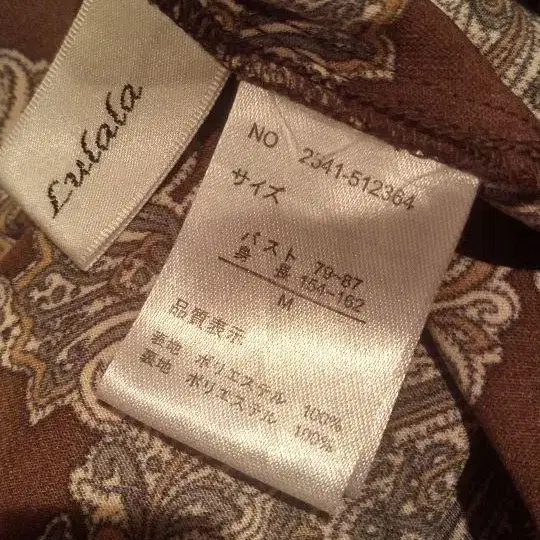 Lulala
NO 2341-512364
サイズ
バスト 79~87
身 長 154~162
M
品質表示
表地 ポリエステル 100%
裏地 ポリエステル 100%